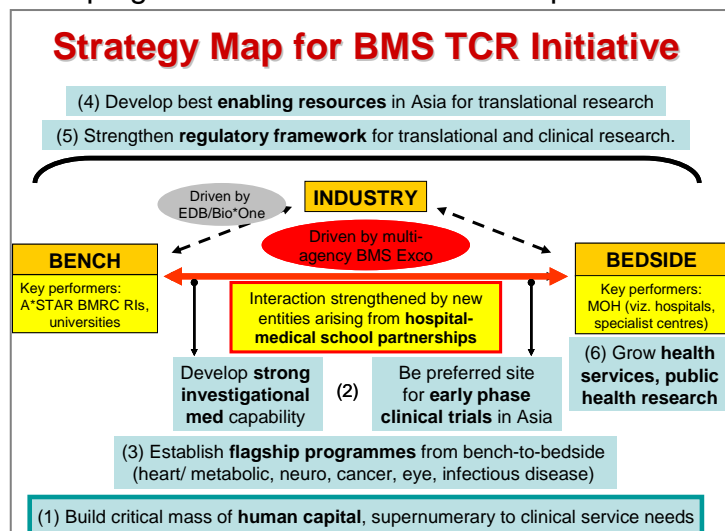 Strategy Map for BMS TCR Initiative
(4) Develop best enabling resources in Asia for translational research
(5) Strengthen regulatory framework for translational and clinical research.
Driven by
EDB/Bio*One
INDUSTRY
Driven by multi-
agency BMS Exco
BENCH
Key performers:
A*STAR BMRC RIs,
universities
BEDSIDE
Key performers:
MOH (viz. hospitals,
specialist centres)
Interaction strengthened by new
entities arising from hospital-
medical school partnerships
Develop strong
investigational
med capability
(2)
Be preferred site
for early phase
clinical trials in Asia
(6) Grow health
services, public
health research
(3) Establish flagship programmes from bench-to-bedside
(heart/ metabolic, neuro, cancer, eye, infectious disease)
(1) Build critical mass of human capital, supernumerary to clinical service needs